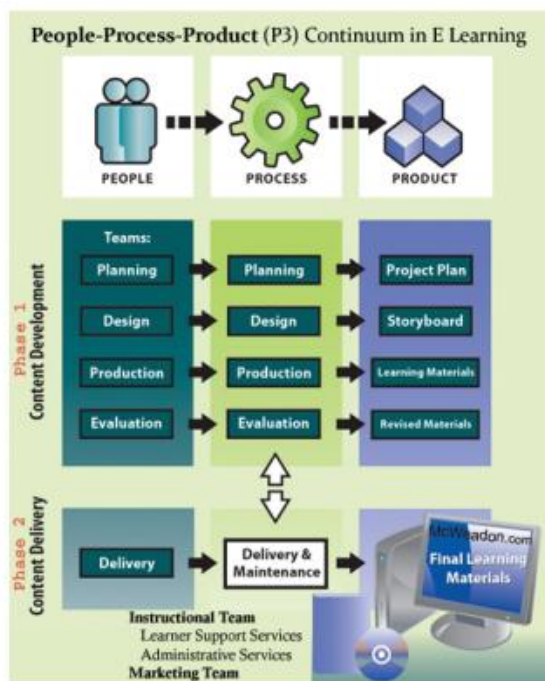 People-Process-Product (P3) Continuum in E Learning
PEOPLE
PROCESS
PRODUCT
Phase 1
Content Development
Teams:
Planning
Planning
Project Plan
Design
Design
Storyboard
Production
Production
Learning Materials
Evaluation
Evaluation
Revised Materials
Phase 2
Content Delivery
Delivery
Delivery &
Maintenance
McWeadon.com
Final Learning
Materials
Instructional Team
Learner Support Services
Administrative Services
Marketing Team